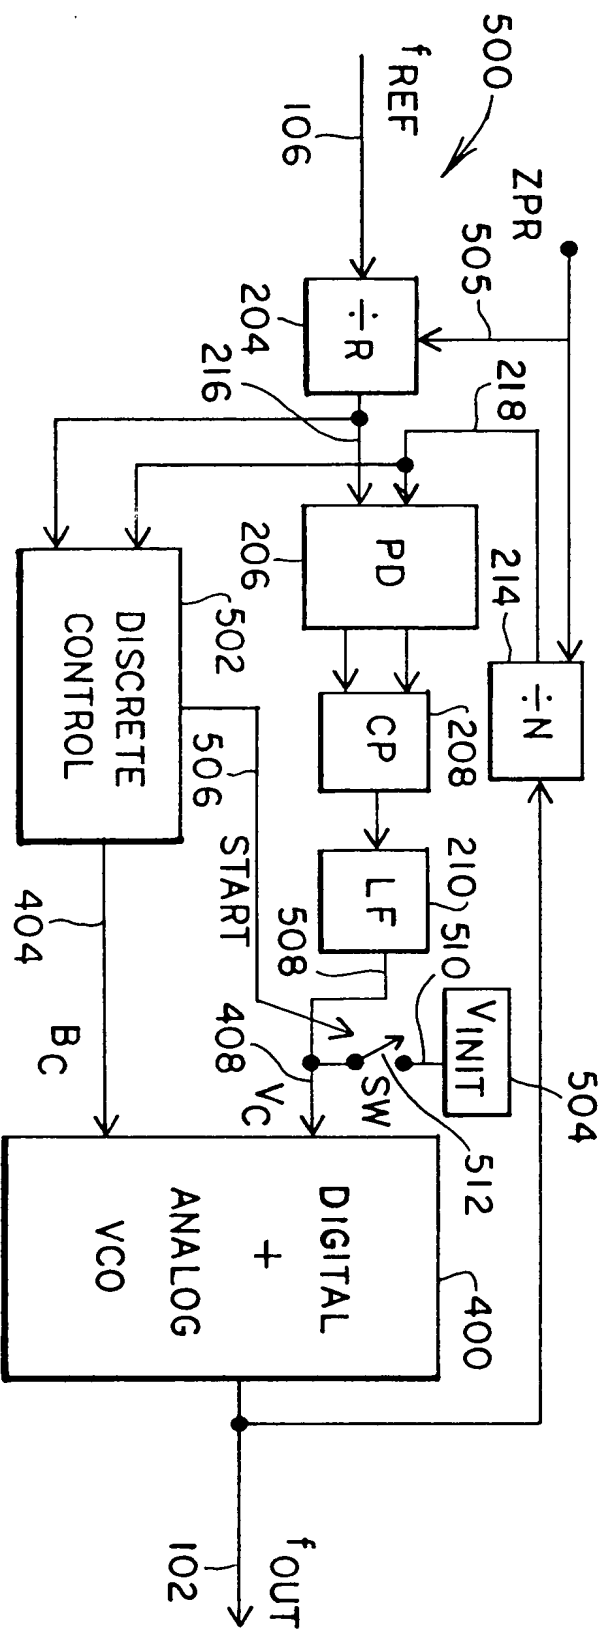 500
ZPR
505
fREF
106
÷R
204
216
218
214
÷N
PD
206
CP
208
LF
210
508
510
VINIT
504
SW
512
408
VC
502
DISCRETE
CONTROL
506
START
404
BC
DIGITAL
+
ANALOG
VCO
400
fOUT
102